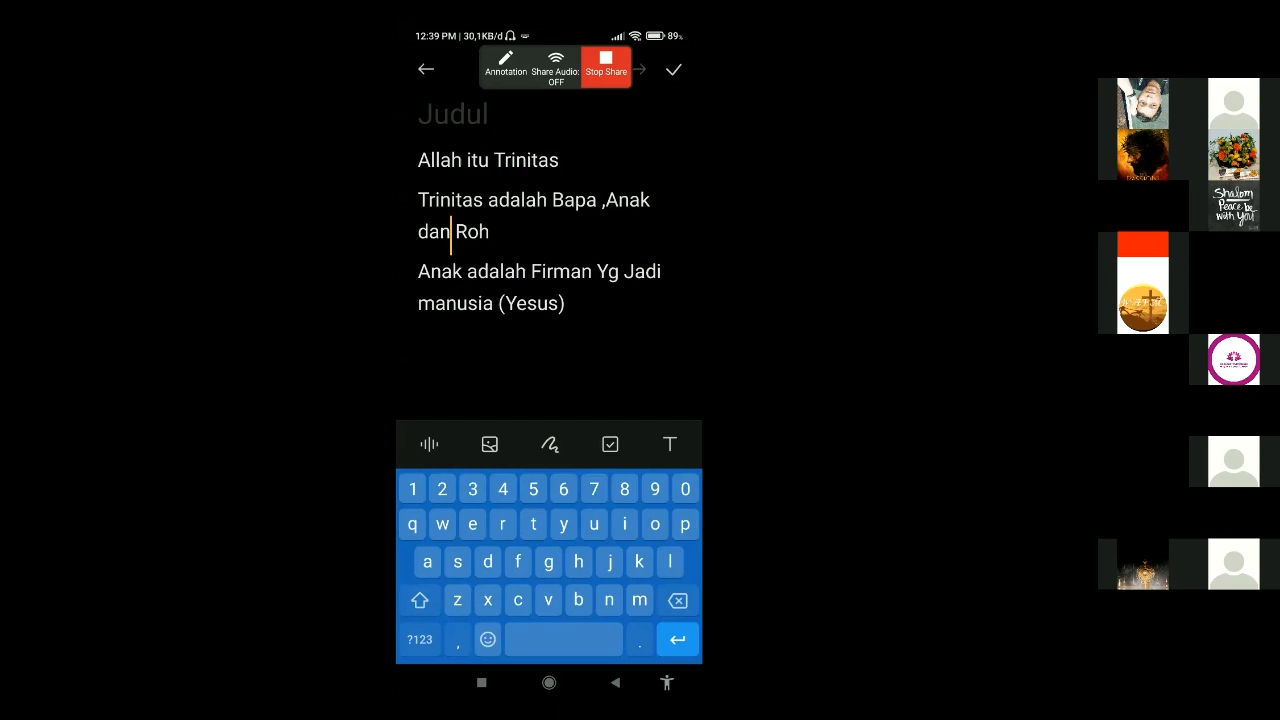 12:39 PM | 30,1KB/d
89%
Annotation
Share Audio:
OFF
Stop Share
Judul
Allah itu Trinitas
Trinitas adalah Bapa ,Anak
dan Roh
Anak adalah Firman Yg Jadi
manusia (Yesus)
T
1 2 3 4 5 6 7 8 9 0
q w e r t y u i o p
a s d f g h j k l
z x c v b n m
?123 , .
Shalom
Peace be
with You